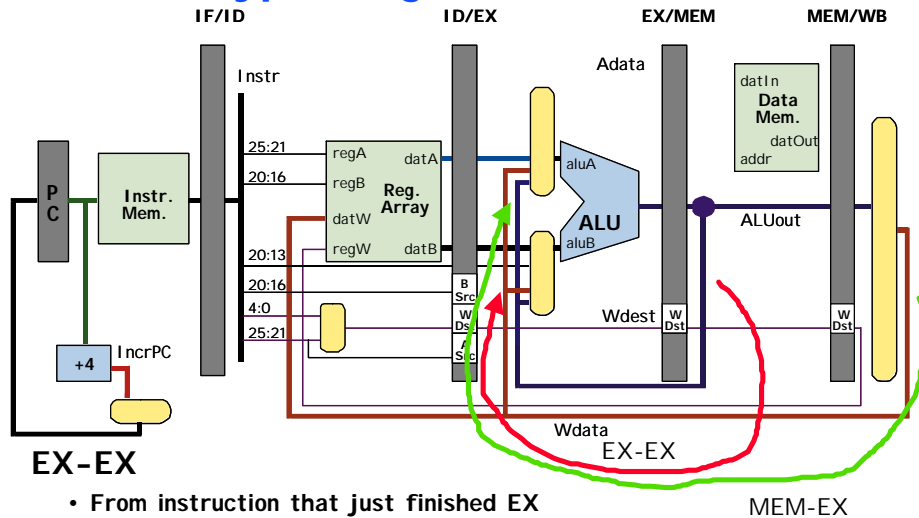 IF/ID
ID/EX
EX/MEM
MEM/WB
Instr
Adata
datIn
Data
Mem.
datOut
addr
25:21
20:16
regA
datA
regB
Reg.
Array
datW
regW
datB
P
C
Instr.
Mem.
aluA
ALU
aluB
ALUout
20:13
20:16
4:0
25:21
B
Src
W
Dst
A
Src
Wdest
W
Dst
W
Dst
+4
IncrPC
Wdata
EX-EX
EX-EX
• From instruction that just finished EX
MEM-EX